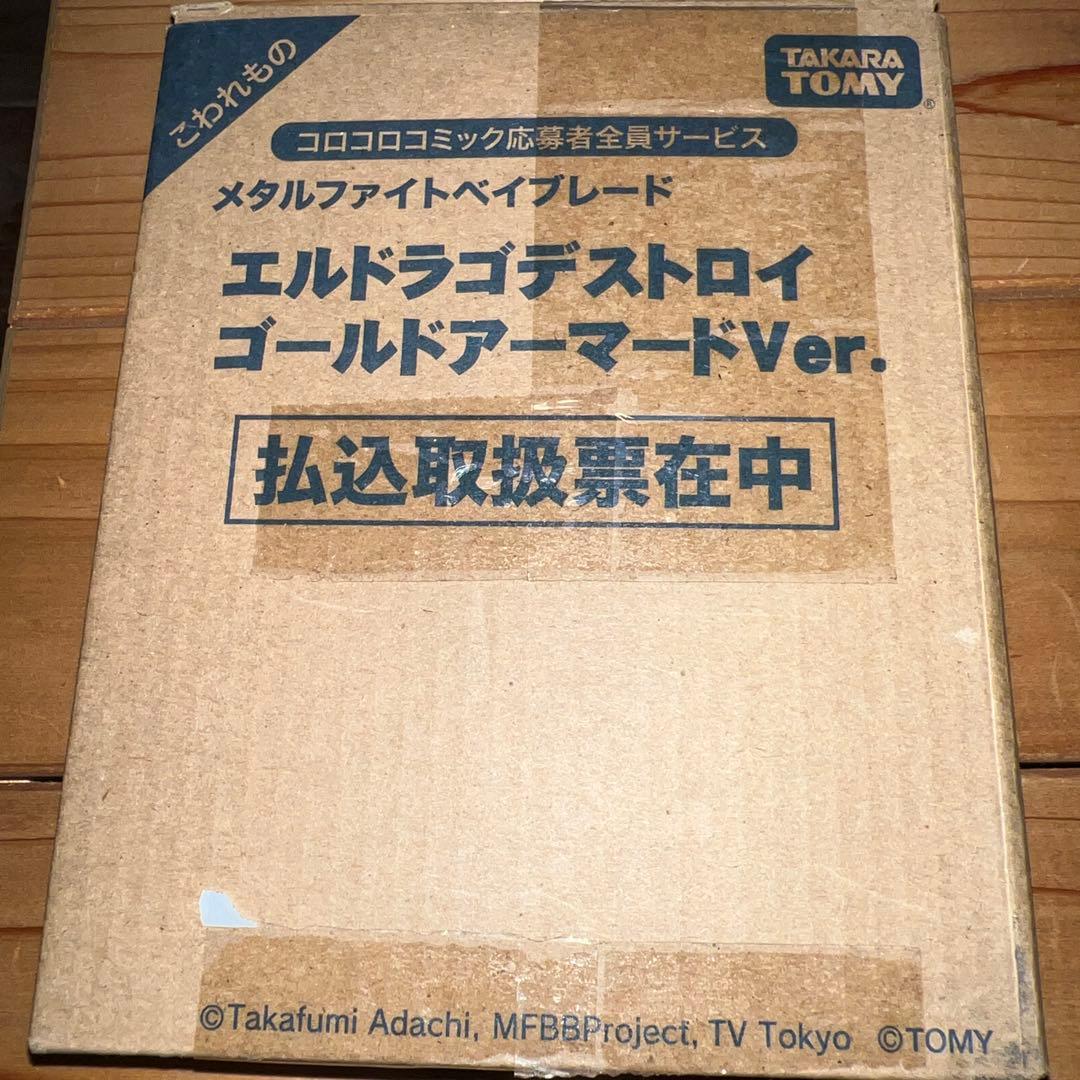 こわれもの
TAKARA
TOMY
®
コロコロコミック応募者全員サービス
メタルファイトベイブレード
エルドラゴデストロイ
ゴールドアーマードVer.
払込取扱票在中
©Takafumi Adachi, MFBBProject, TV Tokyo ©TOMY